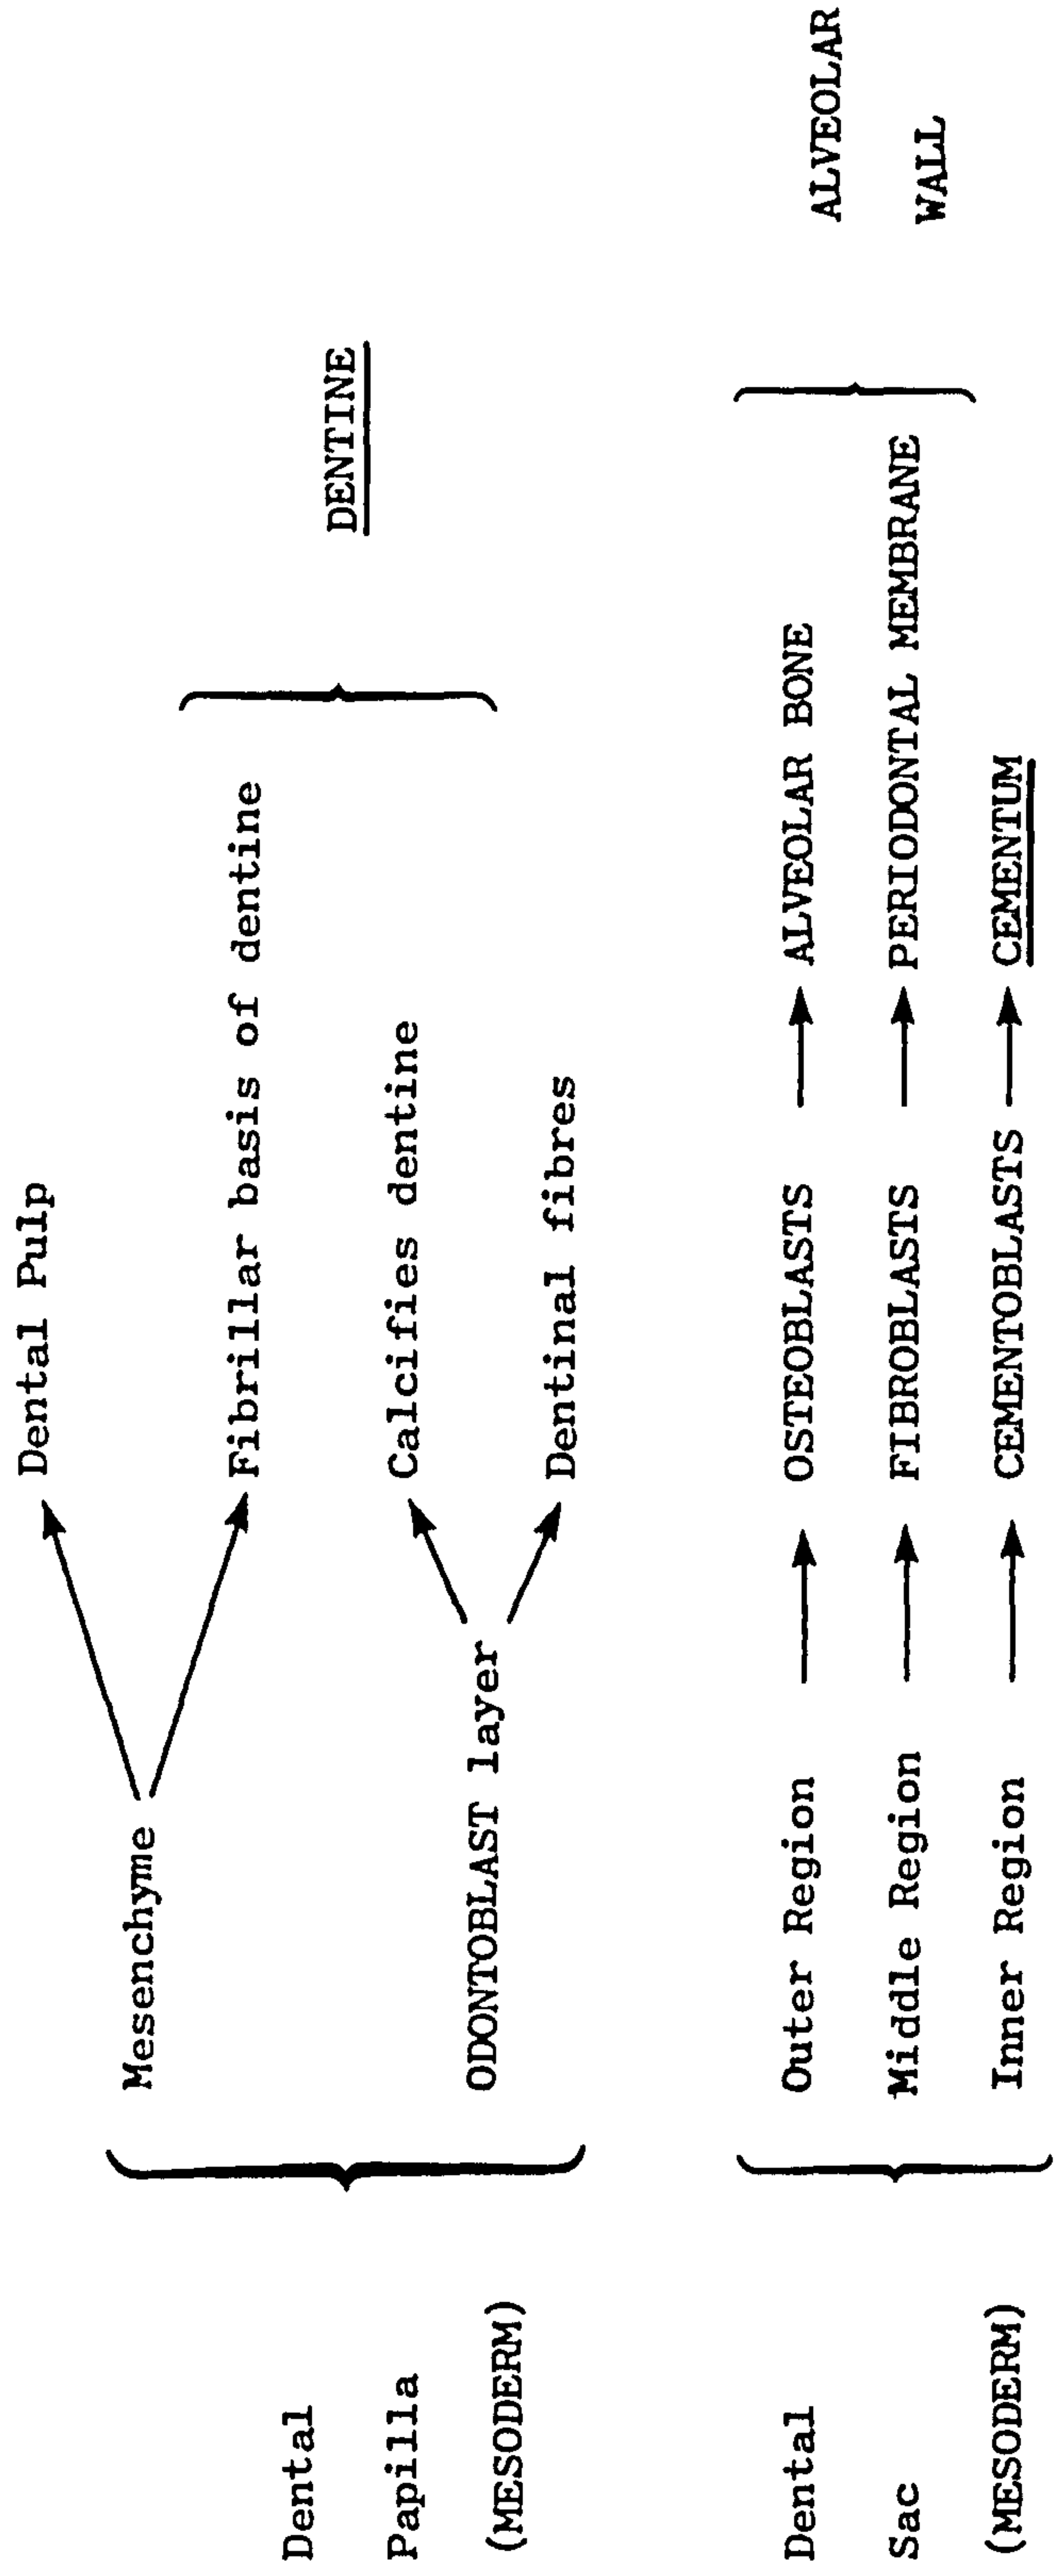 Dental Pulp
Mesenchyme
Fibrillar basis of dentine
Dental
Papilla
(MESODERM)
DENTINE
Calcifies dentine
ODONTOBLAST layer
Dentinal fibres
Dental
Sac
(MESODERM)
Outer Region OSTEOBLASTS ALVEOLAR BONE
Middle Region FIBROBLASTS PERIODONTAL MEMBRANE
Inner Region CEMENTOBLASTS CEMENTUM
ALVEOLAR
WALL